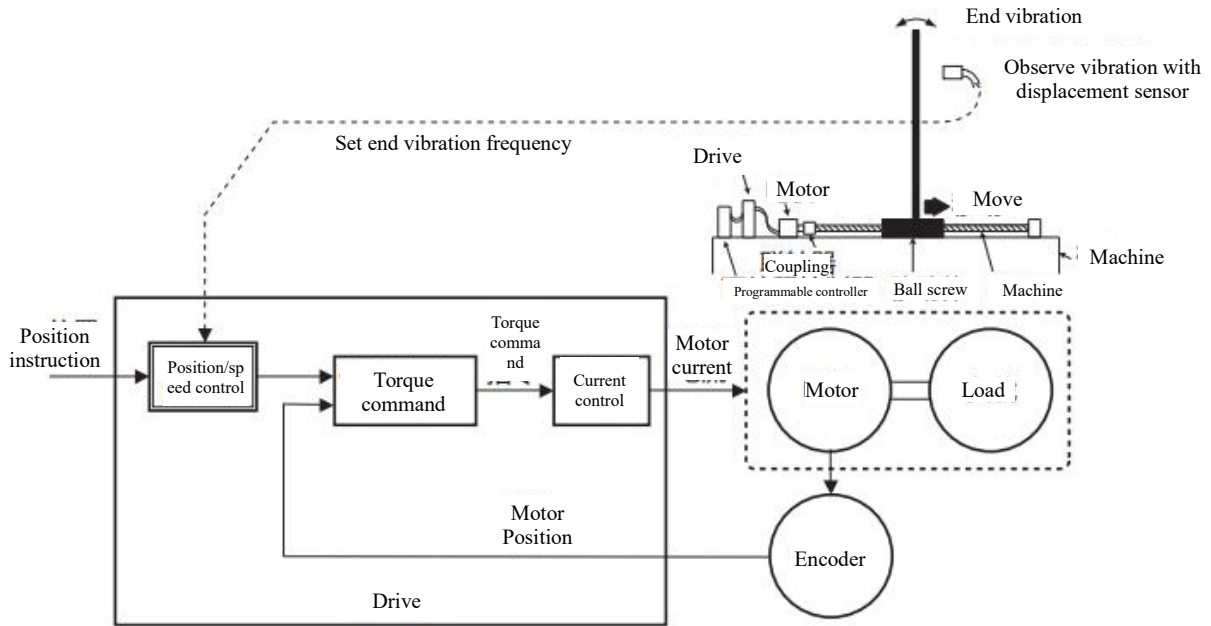 End vibration
Observe vibration with
displacement sensor
Set end vibration frequency
Drive
Motor
Move
Machine
Coupling
Programmable controller
Ball screw
Machine
Position
instruction
Position/sp
eed control
Torque
command
Torque
comma
nd
Current
control
Motor
current
Motor
Load
Motor
Position
Encoder
Drive